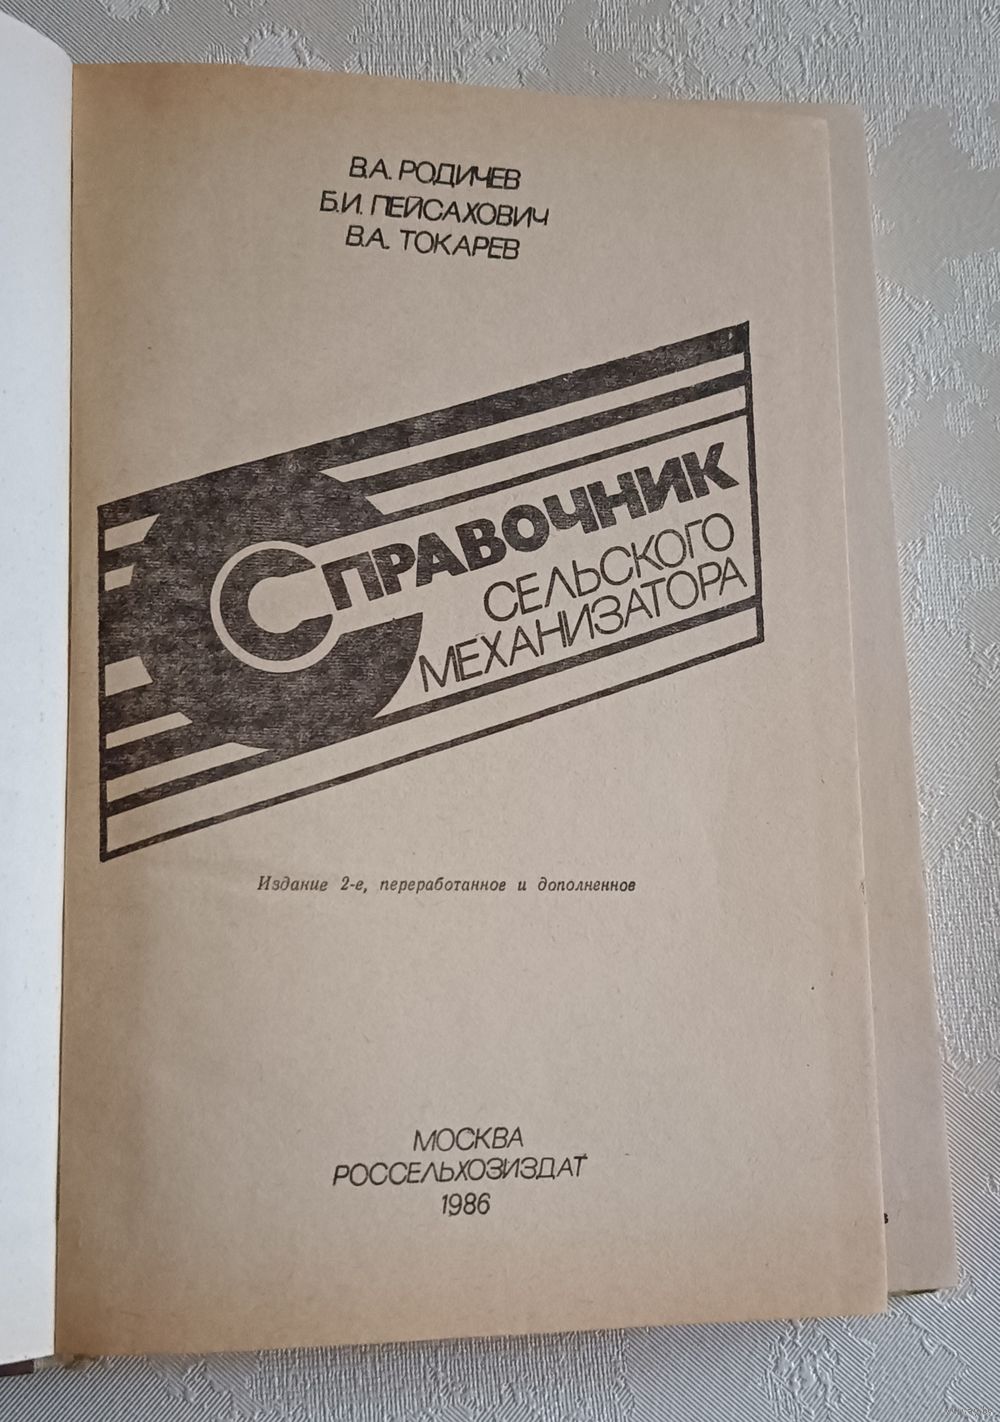 В.А. РОДИЧЕВ
Б.И. ПЕЙСАХОВИЧ
В.А. ТОКАРЕВ
СПРАВОЧНИК
СЕЛЬСКОГО
МЕХАНИЗАТОРА
Издание 2-е, переработанное и дополненное
МОСКВА
РОССЕЛЬХОЗИЗДАТ
1986